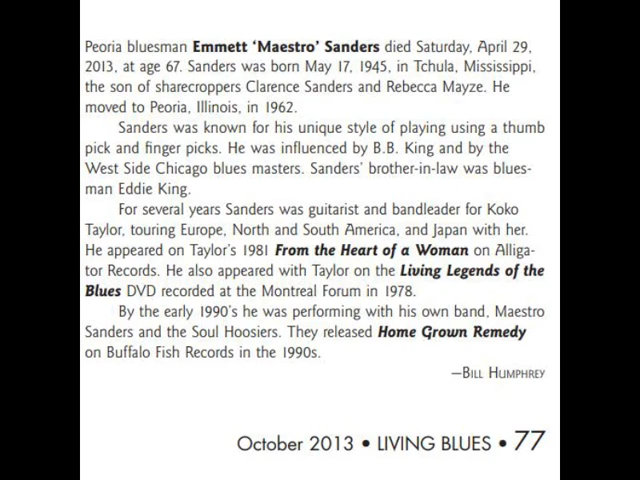 Peoria bluesman Emmett ‘Maestro’ Sanders died Saturday, April 29,
2013, at age 67. Sanders was born May 17, 1945, in Tchula, Mississippi,
the son of sharecroppers Clarence Sanders and Rebecca Mayze. He
moved to Peoria, Illinois, in 1962.
Sanders was known for his unique style of playing using a thumb
pick and finger picks. He was influenced by B.B. King and by the
West Side Chicago blues masters. Sanders’ brother-in-law was blues-
man Eddie King.
For several years Sanders was guitarist and bandleader for Koko
Taylor, touring Europe, North and South America, and Japan with her.
He appeared on Taylor’s 1981 From the Heart of a Woman on Alliga-
tor Records. He also appeared with Taylor on the Living Legends of the
Blues DVD recorded at the Montreal Forum in 1978.
By the early 1990’s he was performing with his own band, Maestro
Sanders and the Soul Hoosiers. They released Home Grown Remedy
on Buffalo Fish Records in the 1990s.
—Bill Humphrey
October 2013 • LIVING BLUES • 77